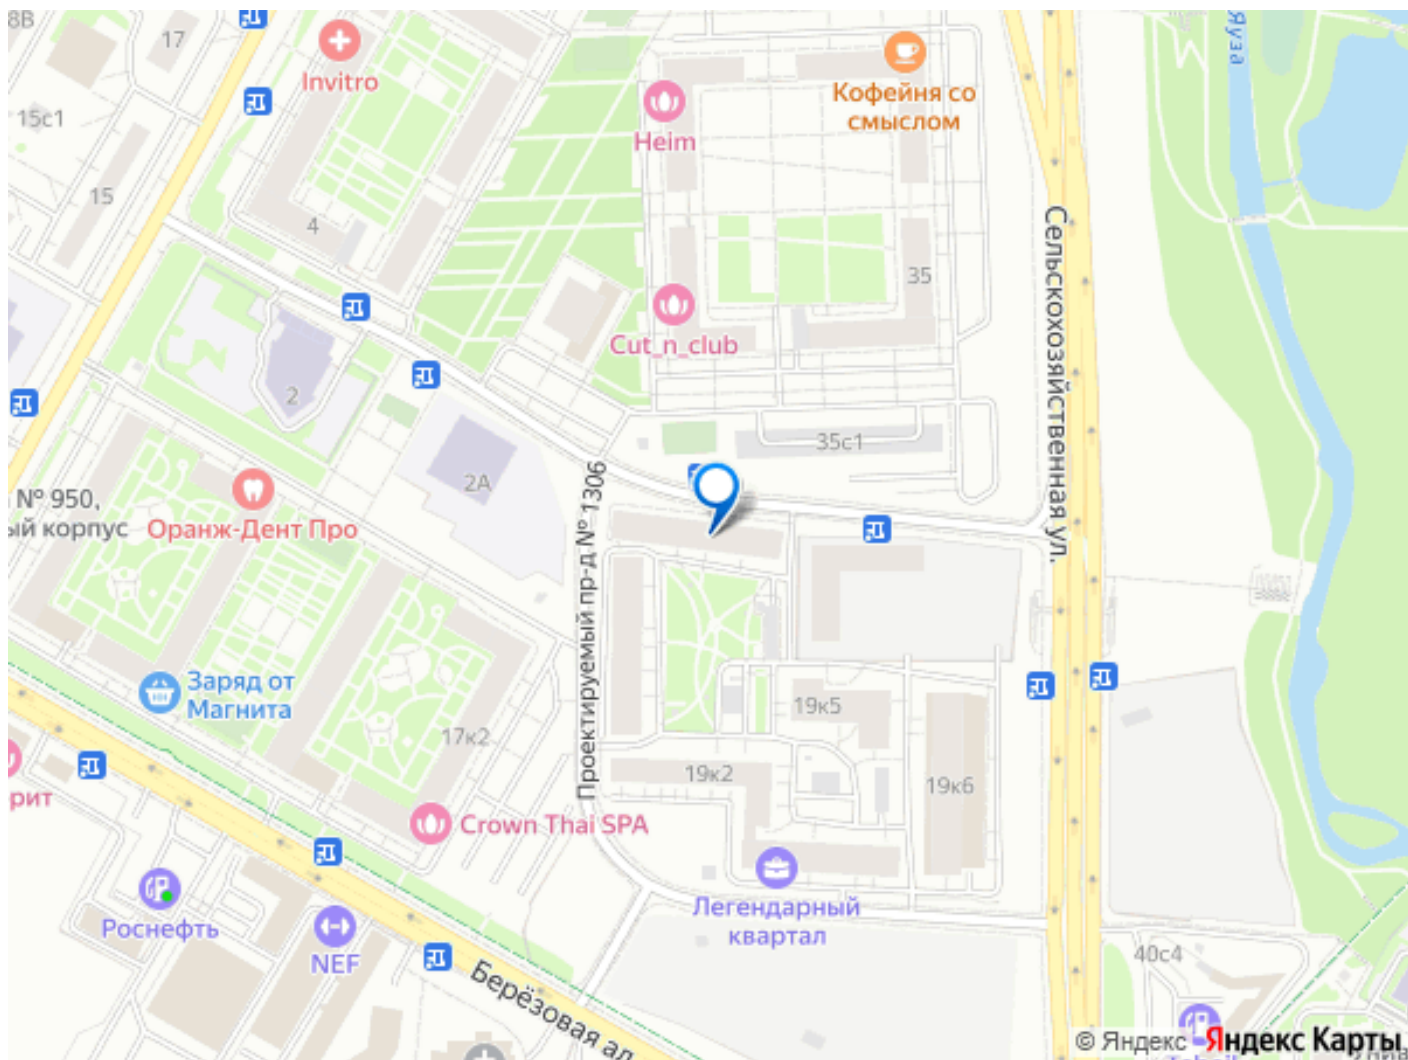 8В
17
Invitro
15с1
Кофейня со
смыслом
Heim
Яуза
15
4
35
Cut_n_club
Сельскохозяйственная ул.
2
35с1
2А
№ 950,
ый корпус
Оранж-Дент Про
Проектируемый пр-д № 1306
Заряд от
Магнита
19к5
17к2
19к2
19к6
рит
Crown Thai SPA
Роснефть
NEF
Легендарный
квартал
40с4
Берёзовая ал
© Яндекс Яндекс Карты